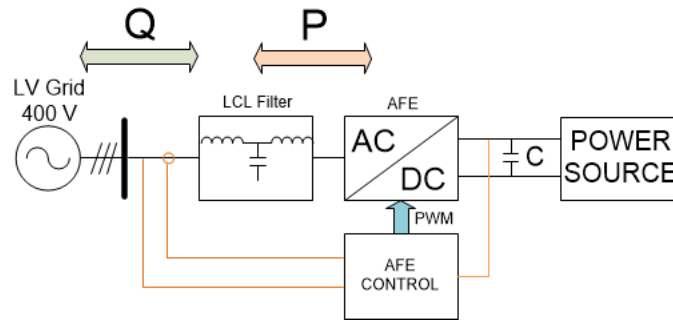 Q
P
LV Grid
400 V
LCL Filter
AFE
AC
DC
C
POWER
SOURCE
PWM
AFE
CONTROL